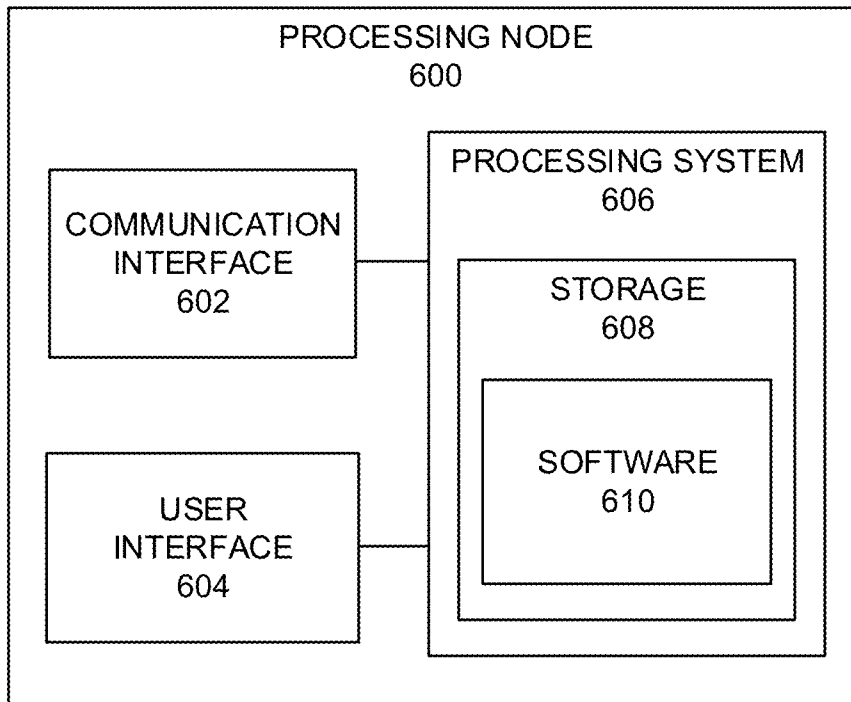 PROCESSING NODE
600
PROCESSING SYSTEM
606
COMMUNICATION
INTERFACE
602
STORAGE
608
SOFTWARE
610
USER
INTERFACE
604